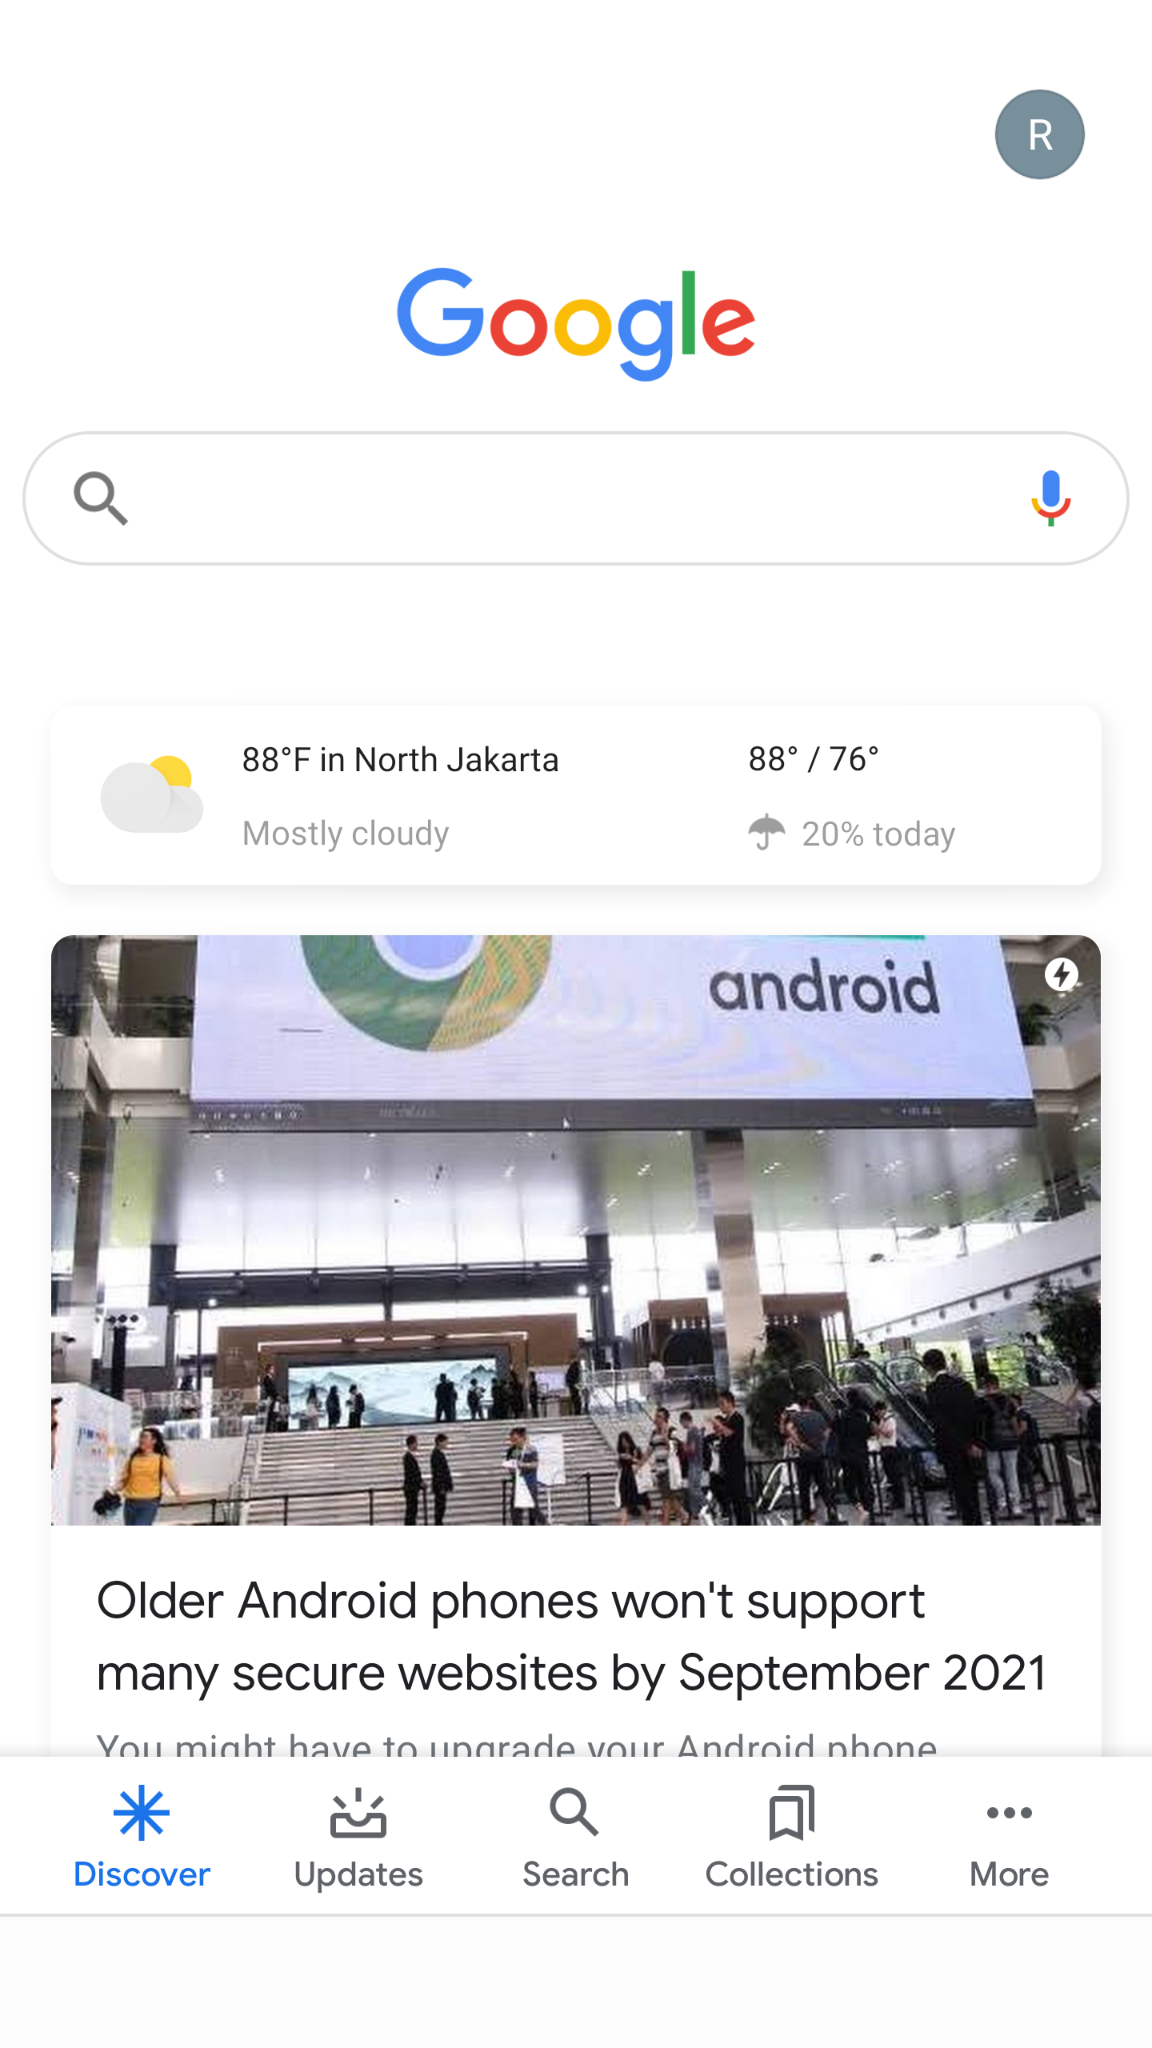 R
Google
88°F in North Jakarta
88° / 76°
Mostly cloudy
20% today
android
Older Android phones won't support
many secure websites by September 2021
You might have to upgrade your Android phone
Discover
Updates
Search
Collections
More